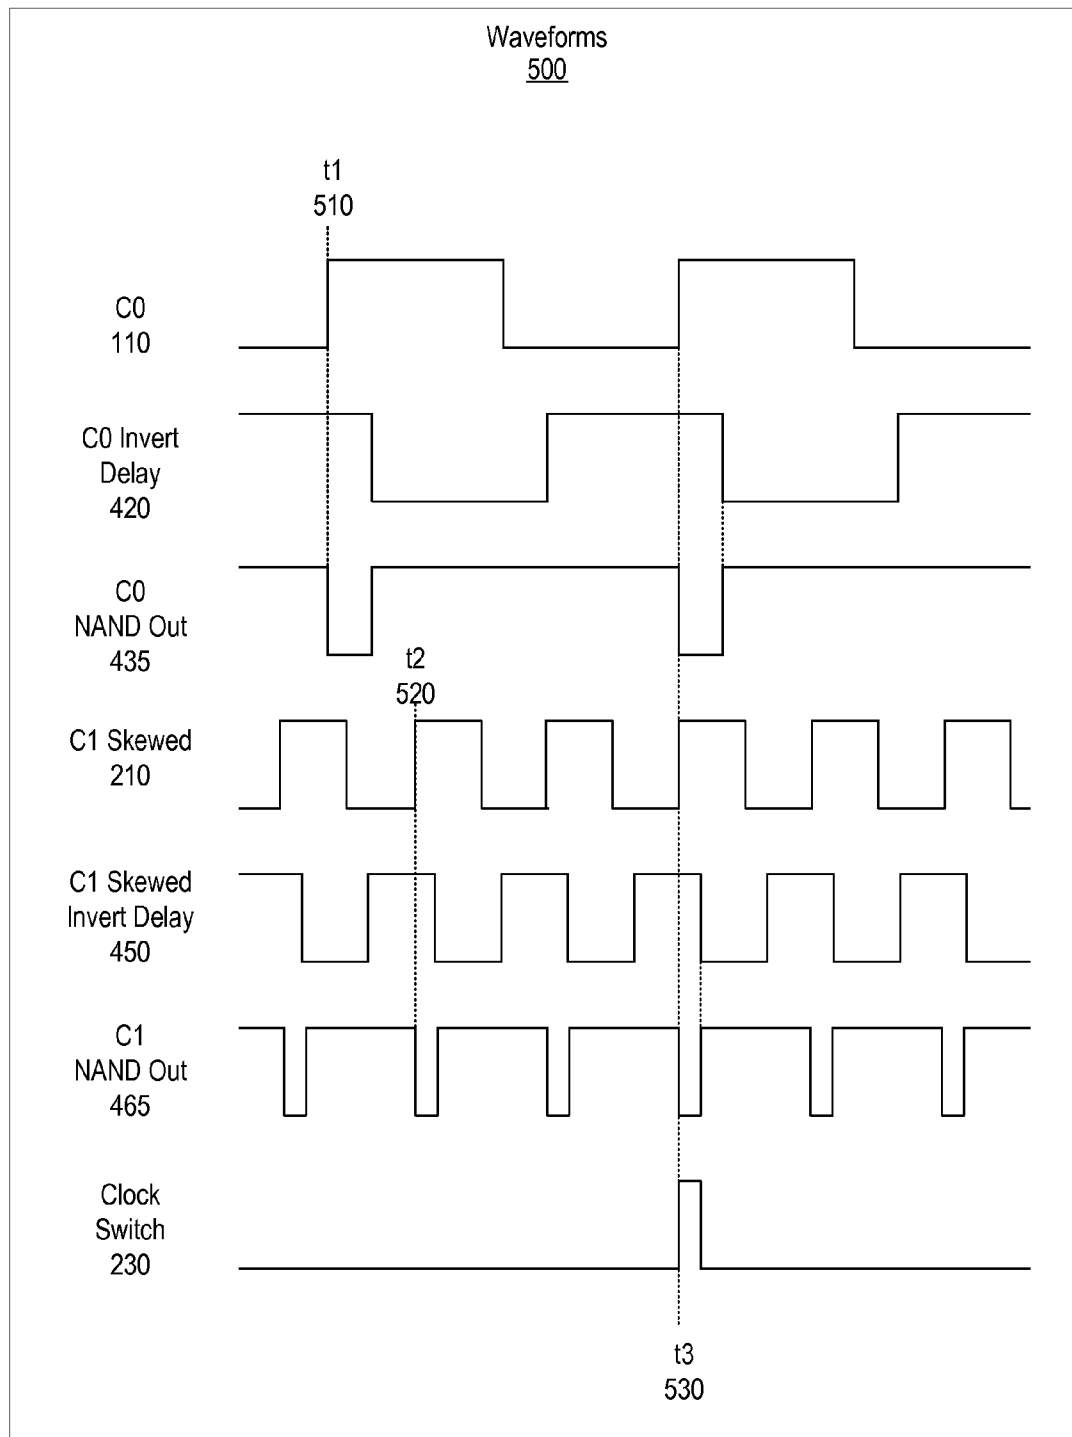 Waveforms
500
t1
510
C0
110
C0 Invert
Delay
420
C0
NAND Out
435
t2
520
C1 Skewed
210
C1 Skewed
Invert Delay
450
C1
NAND Out
465
Clock
Switch
230
t3
530